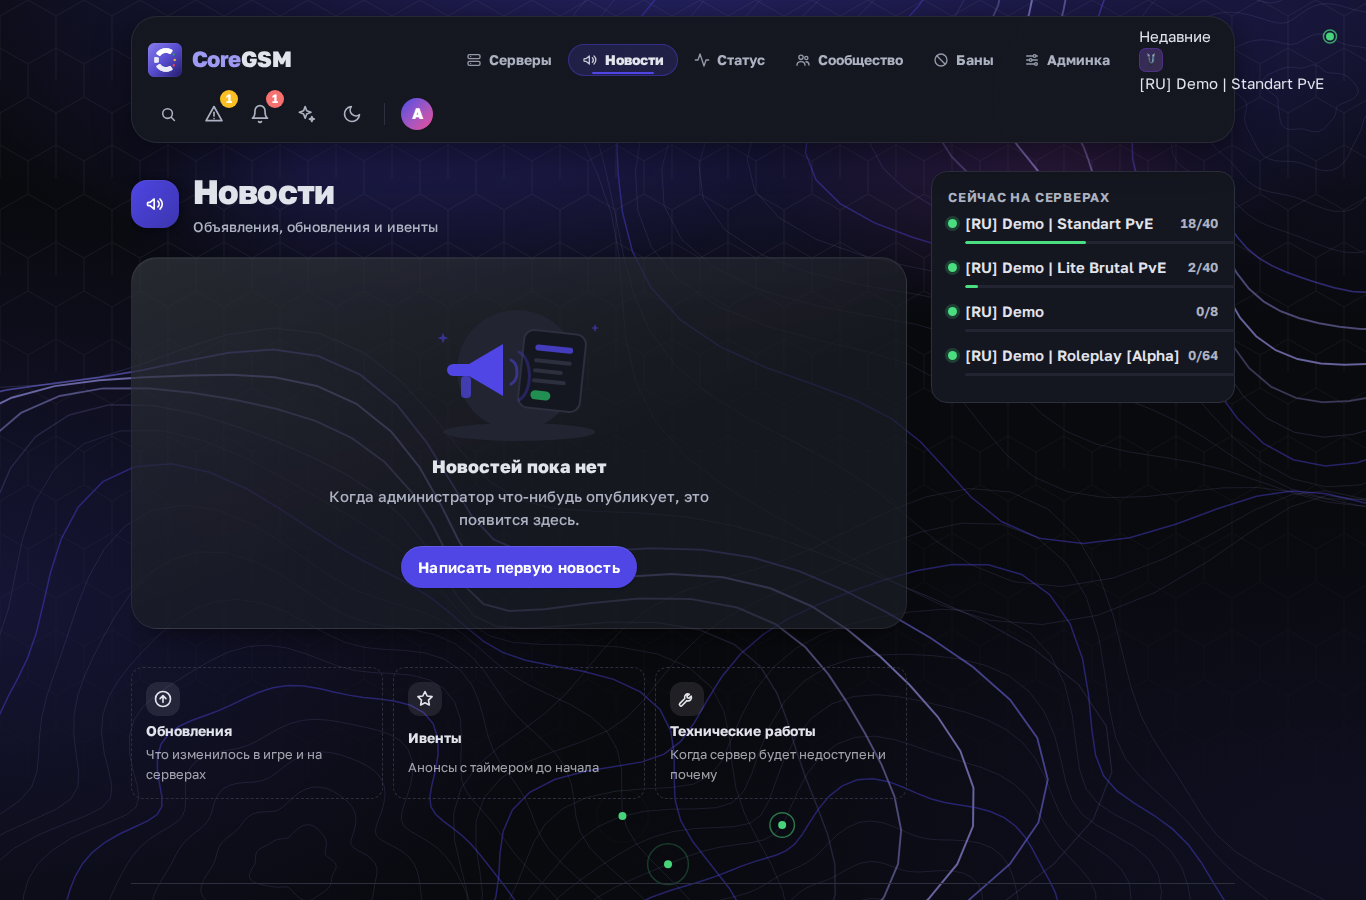 CoreGSM
Серверы
Новости
Статус
Сообщество
Баны
Админка
Недавние
[RU] Demo | Standart PvE
1
1
A
Новости
Объявления, обновления и ивенты
СЕЙЧАС НА СЕРВЕРАХ
[RU] Demo | Standart PvE 18/40
[RU] Demo | Lite Brutal PvE 2/40
[RU] Demo 0/8
[RU] Demo | Roleplay [Alpha] 0/64
Новостей пока нет
Когда администратор что-нибудь опубликует, это
появится здесь.
Написать первую новость
Обновления
Что изменилось в игре и на
серверах
Ивенты
Анонсы с таймером до начала
Технические работы
Когда сервер будет недоступен и
почему